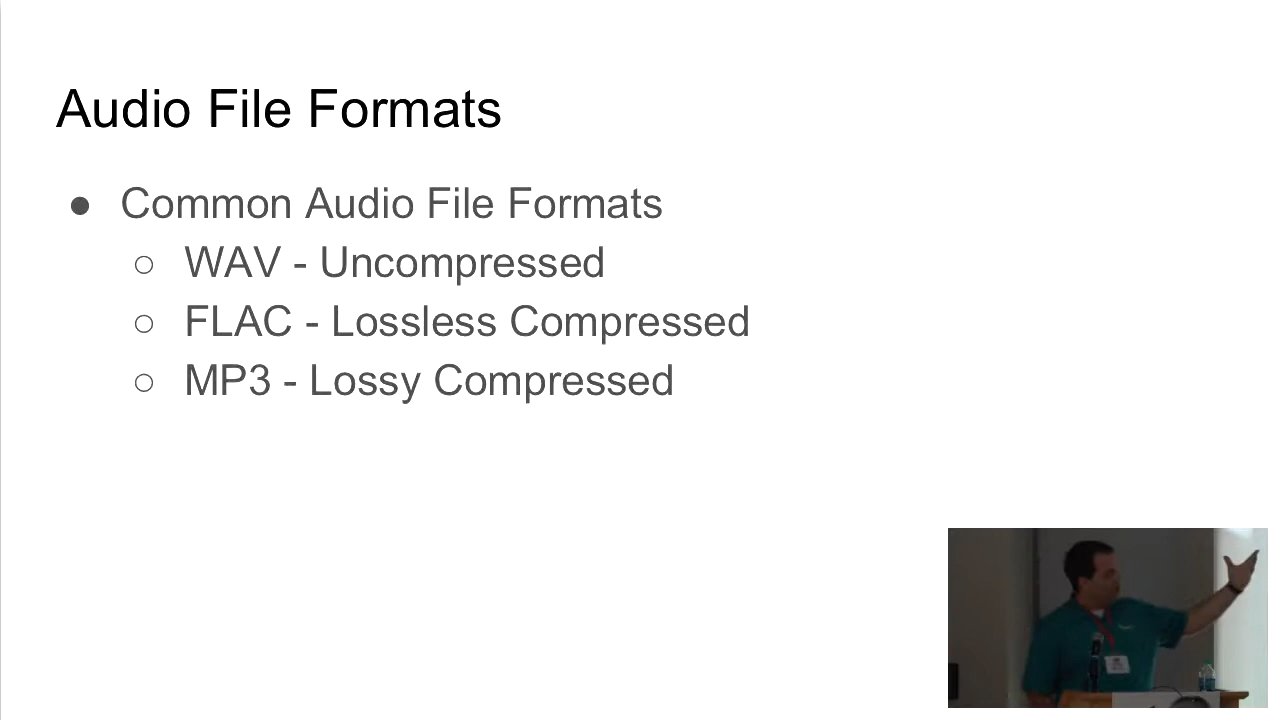 Audio File Formats
● Common Audio File Formats
○ WAV - Uncompressed
○ FLAC - Lossless Compressed
○ MP3 - Lossy Compressed